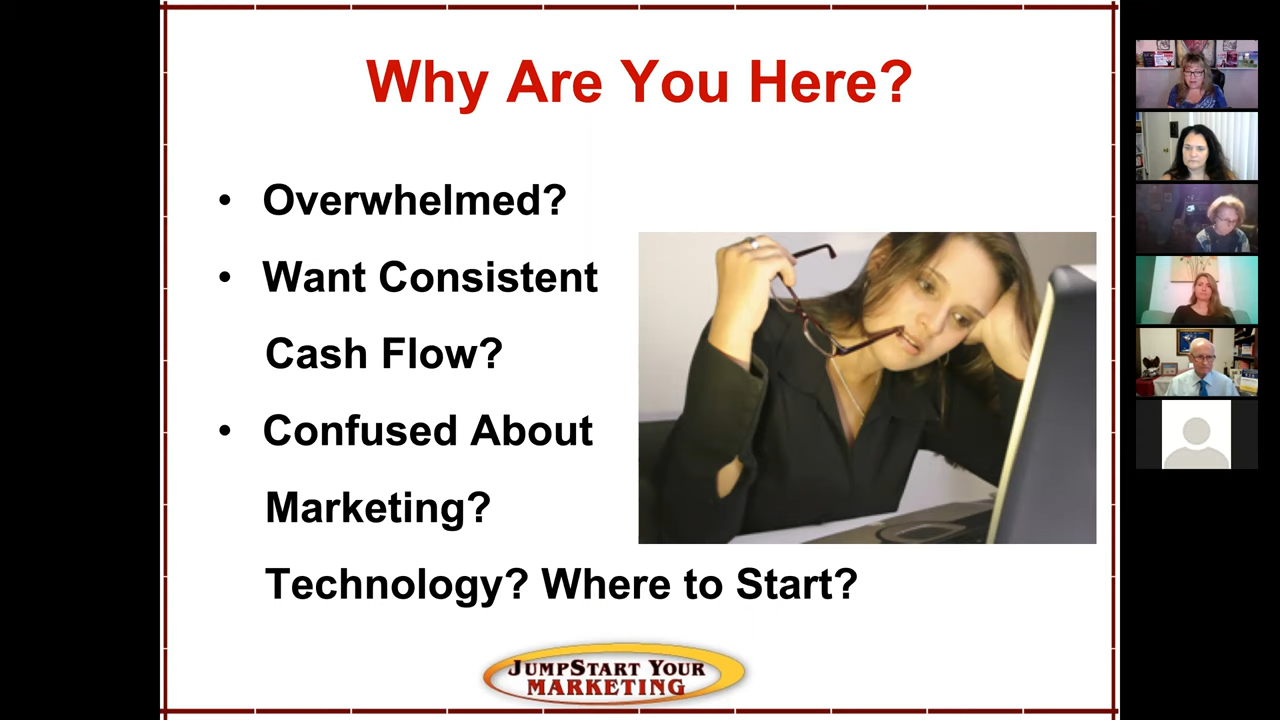 Why Are You Here?
• Overwhelmed?
• Want Consistent
Cash Flow?
• Confused About
Marketing?
Technology? Where to Start?
JUMPSTART YOUR
MARKETING